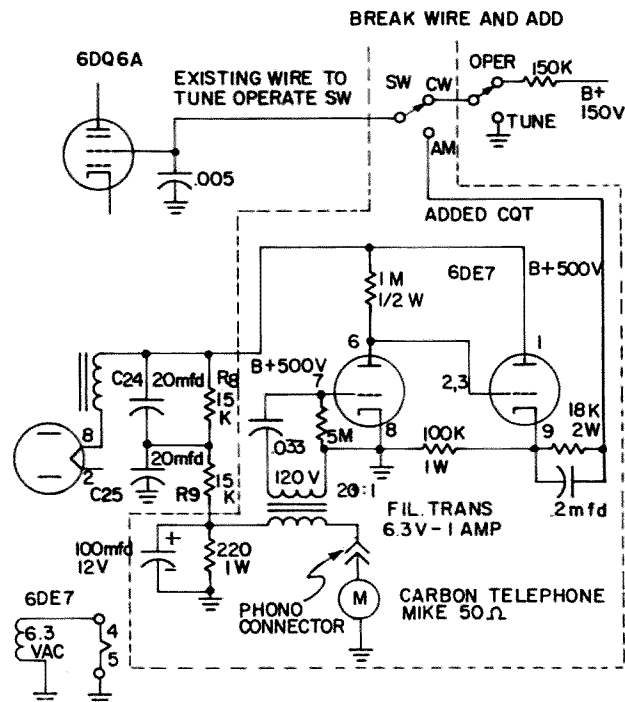 BREAK WIRE AND ADD
6DQ6A
EXISTING WIRE TO
TUNE OPERATE SW
SW
CW
OPER
150K
B+
150V
TUNE
AM
.005
ADDED CQT
1 M
1/2 W
6DE7
B+500V
6
1
C24
20mfd
R8
15
K
B+500V
7
2,3
8
20mfd
.033
5M
8
100K
1W
9
18K
2W
2
C25
R9
15
K
120 V
20:1
FIL. TRANS
6.3V-1 AMP
.2mfd
100mfd
12V
+
-
220
1W
PHONO
CONNECTOR
M
CARBON TELEPHONE
MIKE 50Ω
6DE7
6.3
VAC
4
5